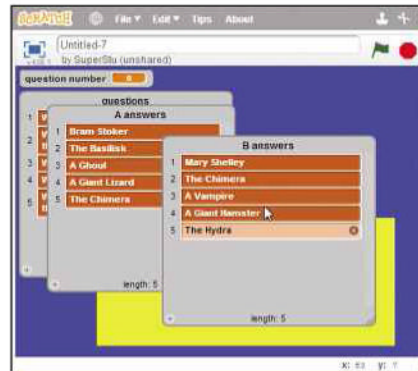 SCRATCH File ▼ Edit ▼ Tips About
Untitled-7
by SuperStu (unshared)
question number 0
questions
1
2
3
4
5
A answers
1 Bram Stoker
2 The Basilisk
3 A Ghoul
4 A Giant Lizard
5 The Chimera
length: 5
B answers
1 Mary Shelley
2 The Chimera
3 A Vampire
4 A Giant Hamster
5 The Hydra
length: 5